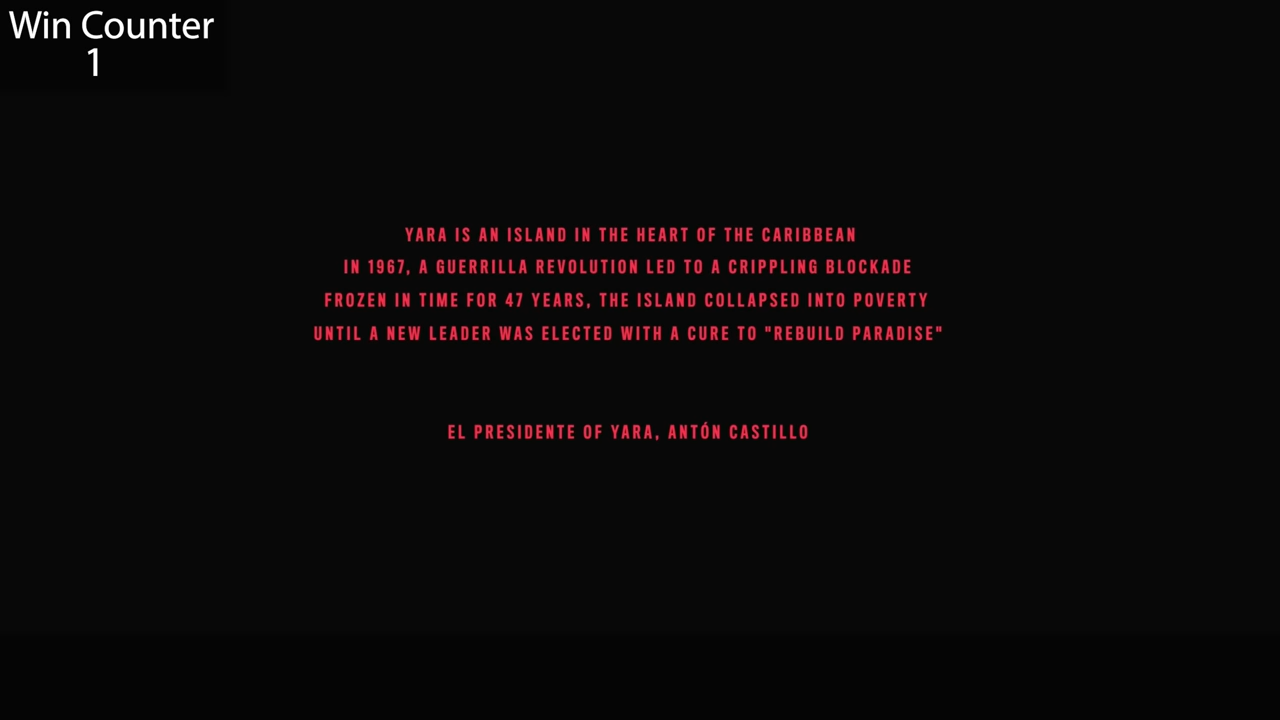 Win Counter
1
YARA IS AN ISLAND IN THE HEART OF THE CARIBBEAN
IN 1967, A GUERRILLA REVOLUTION LED TO A CRIPPLING BLOCKADE
FROZEN IN TIME FOR 47 YEARS, THE ISLAND COLLAPSED INTO POVERTY
UNTIL A NEW LEADER WAS ELECTED WITH A CURE TO "REBUILD PARADISE"
EL PRESIDENTE OF YARA, ANTÓN CASTILLO